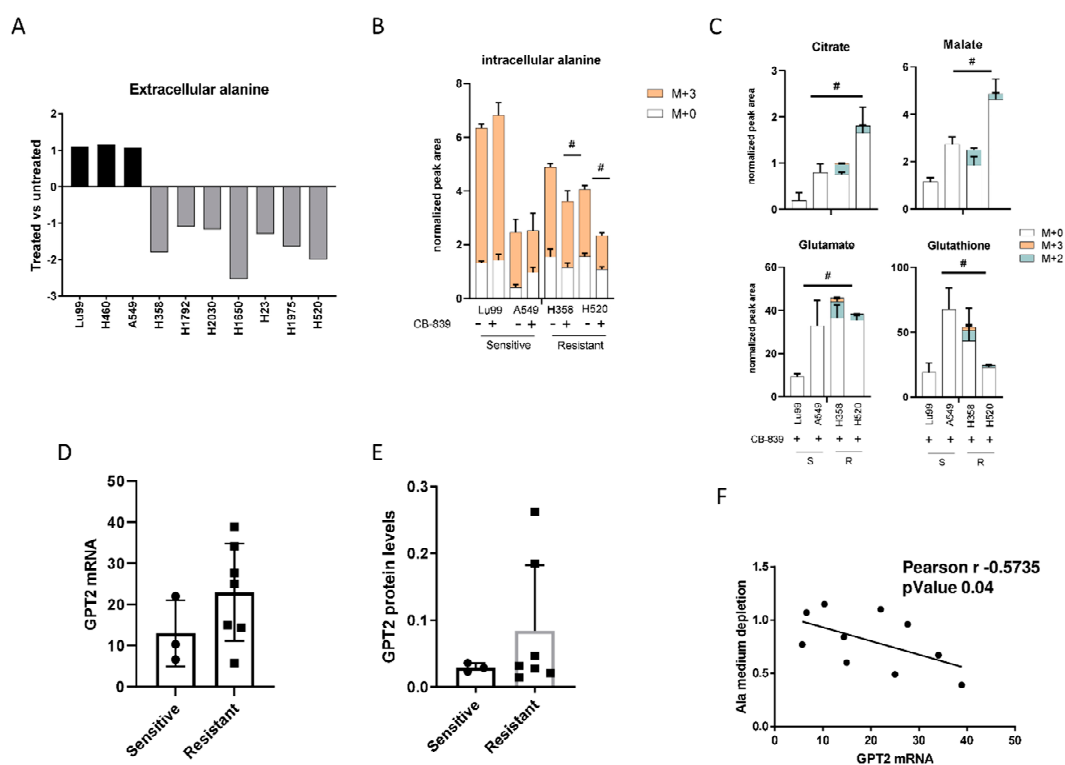 A
Extracellular alanine
Treated vs untreated
2
1
0
-1
-2
-3
Lu99
H460
A549
H358
H1792
H2030
H1650
H23
H1975
H520
B
intracellular alanine
normalized peak area
8
6
4
2
0
M+3
M+0
#
#
Lu99 A549 H358 H520
CB-839 - + - + - + - +
Sensitive Resistant
C
Citrate
normalized peak area
3
2
1
0
#
Malate
6
4
2
0
#
M+0
M+3
M+2
Glutamate
normalized peak area
60
40
20
0
#
Lu99
A549
H358
H520
CB-839 + + + +
S R
Glutathione
100
50
0
#
Lu99
A549
H358
H520
+ + + +
S R
D
GPT2 mRNA
50
40
30
20
10
0
Sensitive
Resistant
E
GPT2 protein levels
0.3
0.2
0.1
0.0
Sensitive
Resistant
F
Pearson r -0.5735
pValue 0.04
Ala medium depletion
1.5
1.0
0.5
0.0
0 10 20 30 40 50
GPT2 mRNA